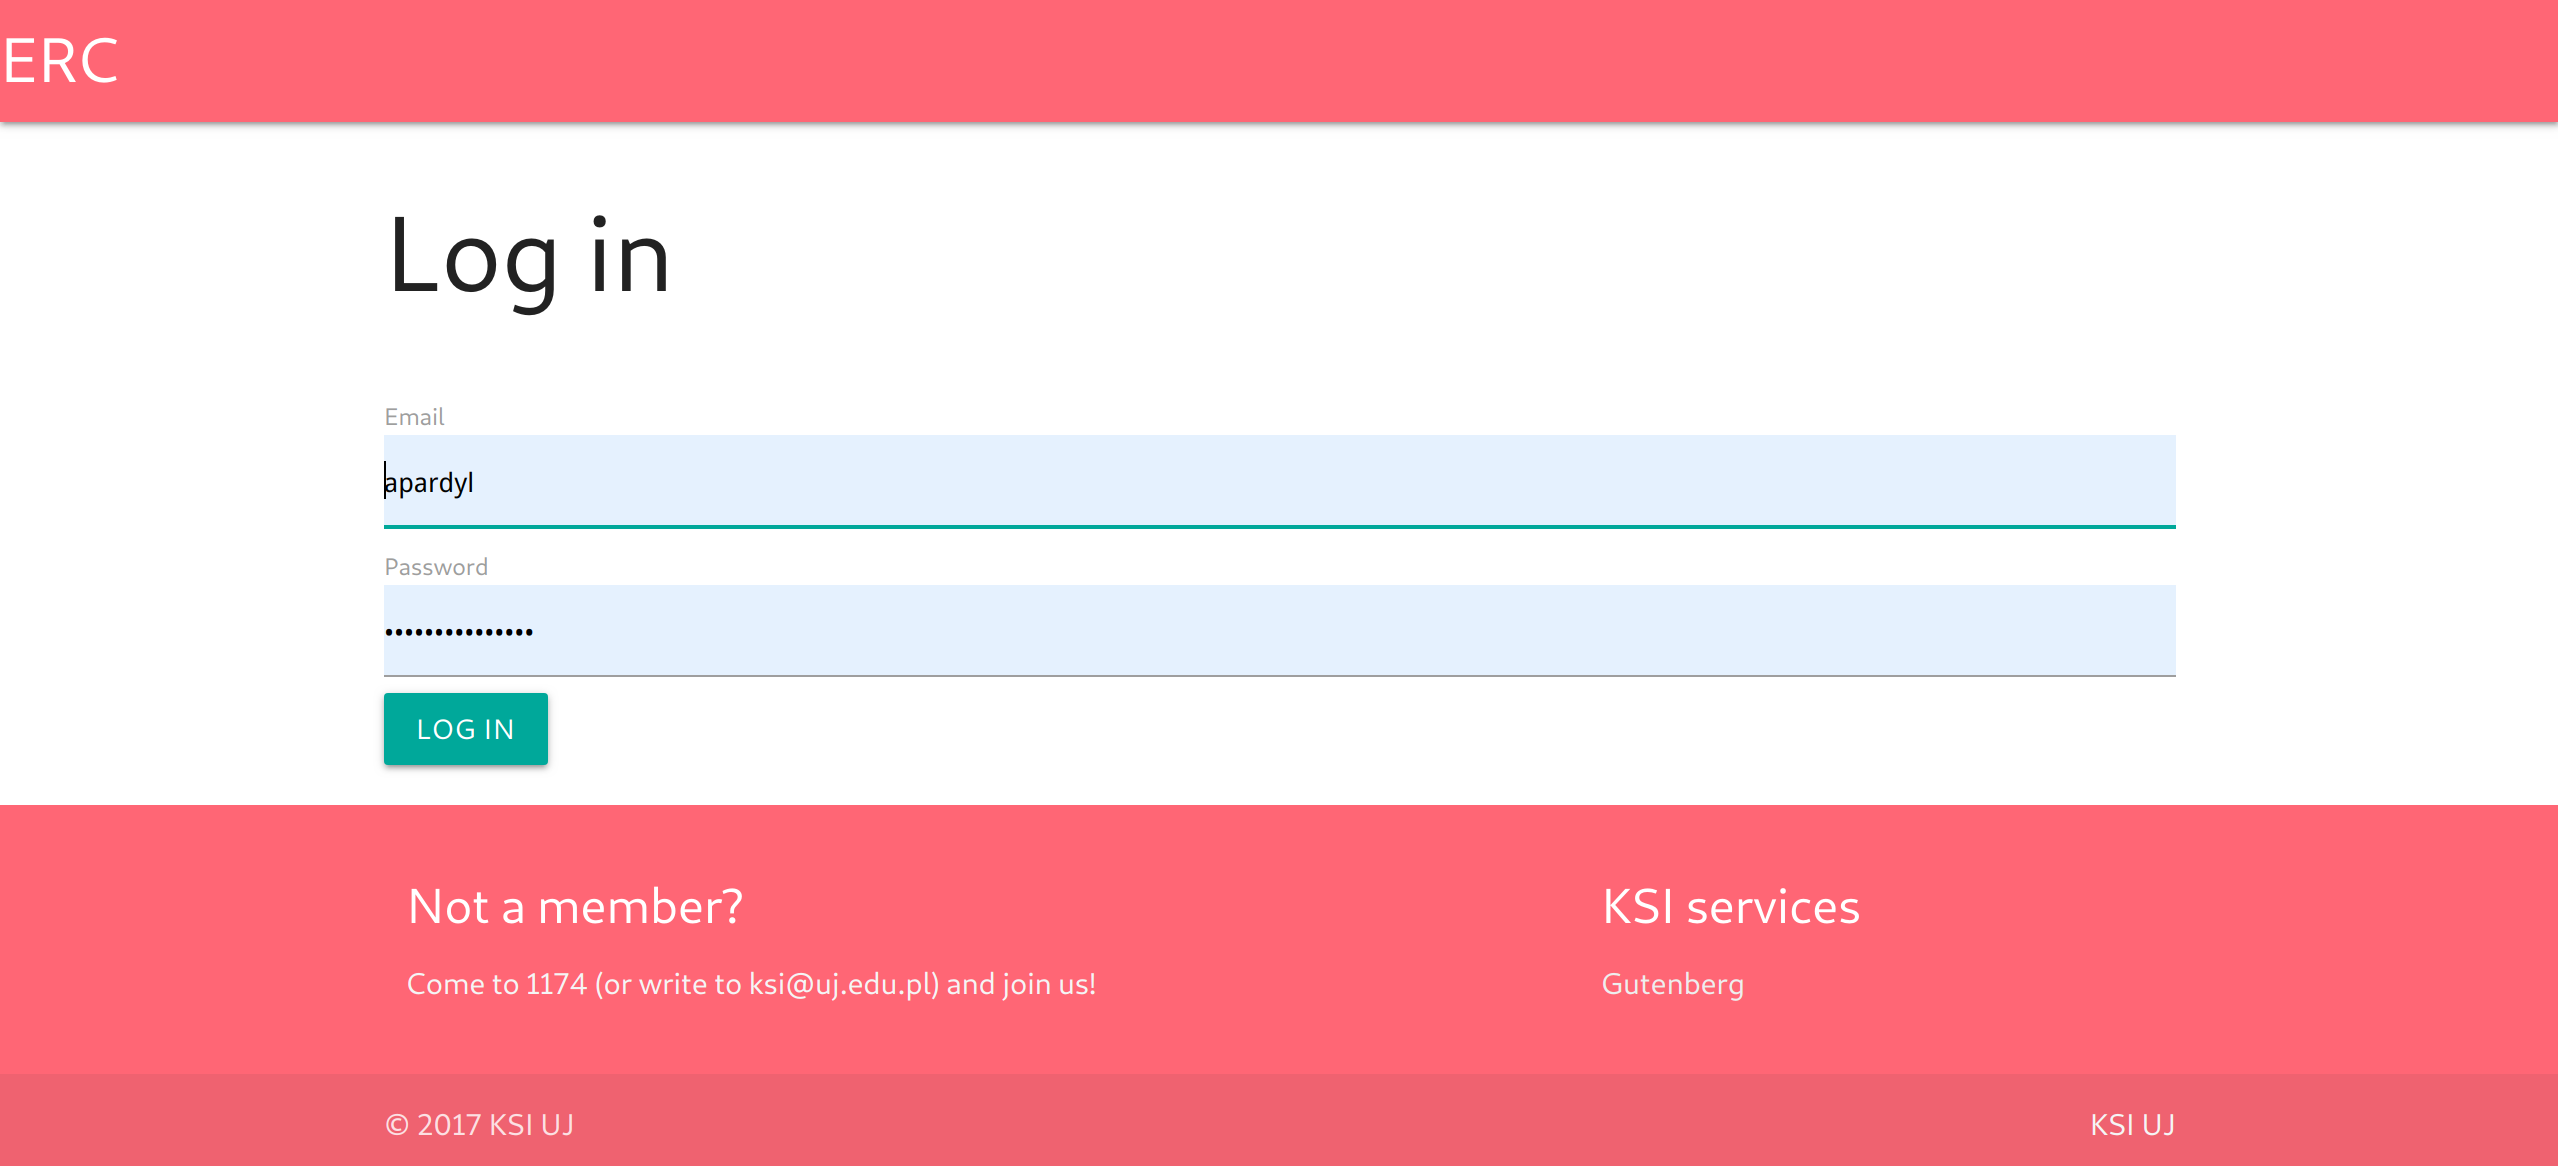 ERC
Log in
Email
apardyl
Password
•••••••••••••••
LOG IN
Not a member?
Come to 1174 (or write to ksi@uj.edu.pl) and join us!
KSI services
Gutenberg
© 2017 KSI UJ
KSI UJ